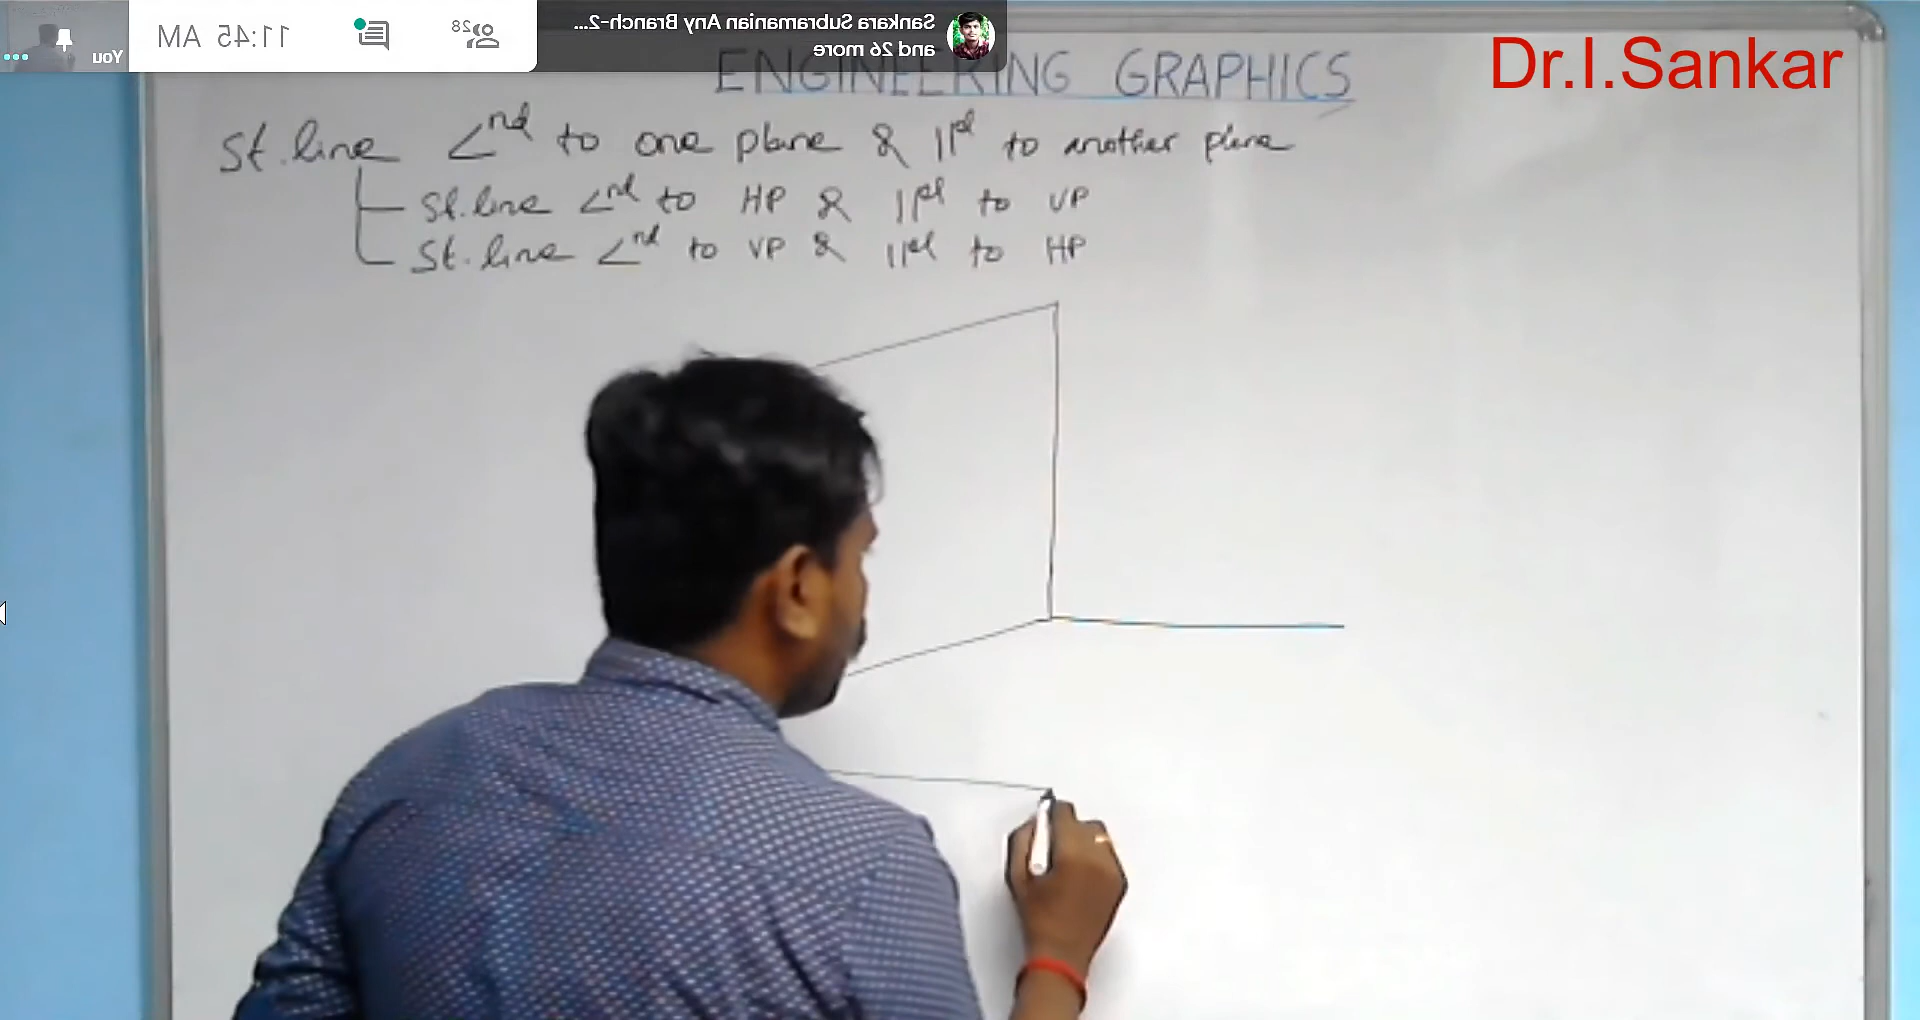 Sankara Subramanian Any Branch-2...
and 26 more
28
11:45 AM
You
Dr.I.Sankar
ENGINEERING GRAPHICS
St. line ∠nd to one plane & ||el to another plane
St. line ∠nd to HP & ||el to VP
St. line ∠nd to VP & ||el to HP